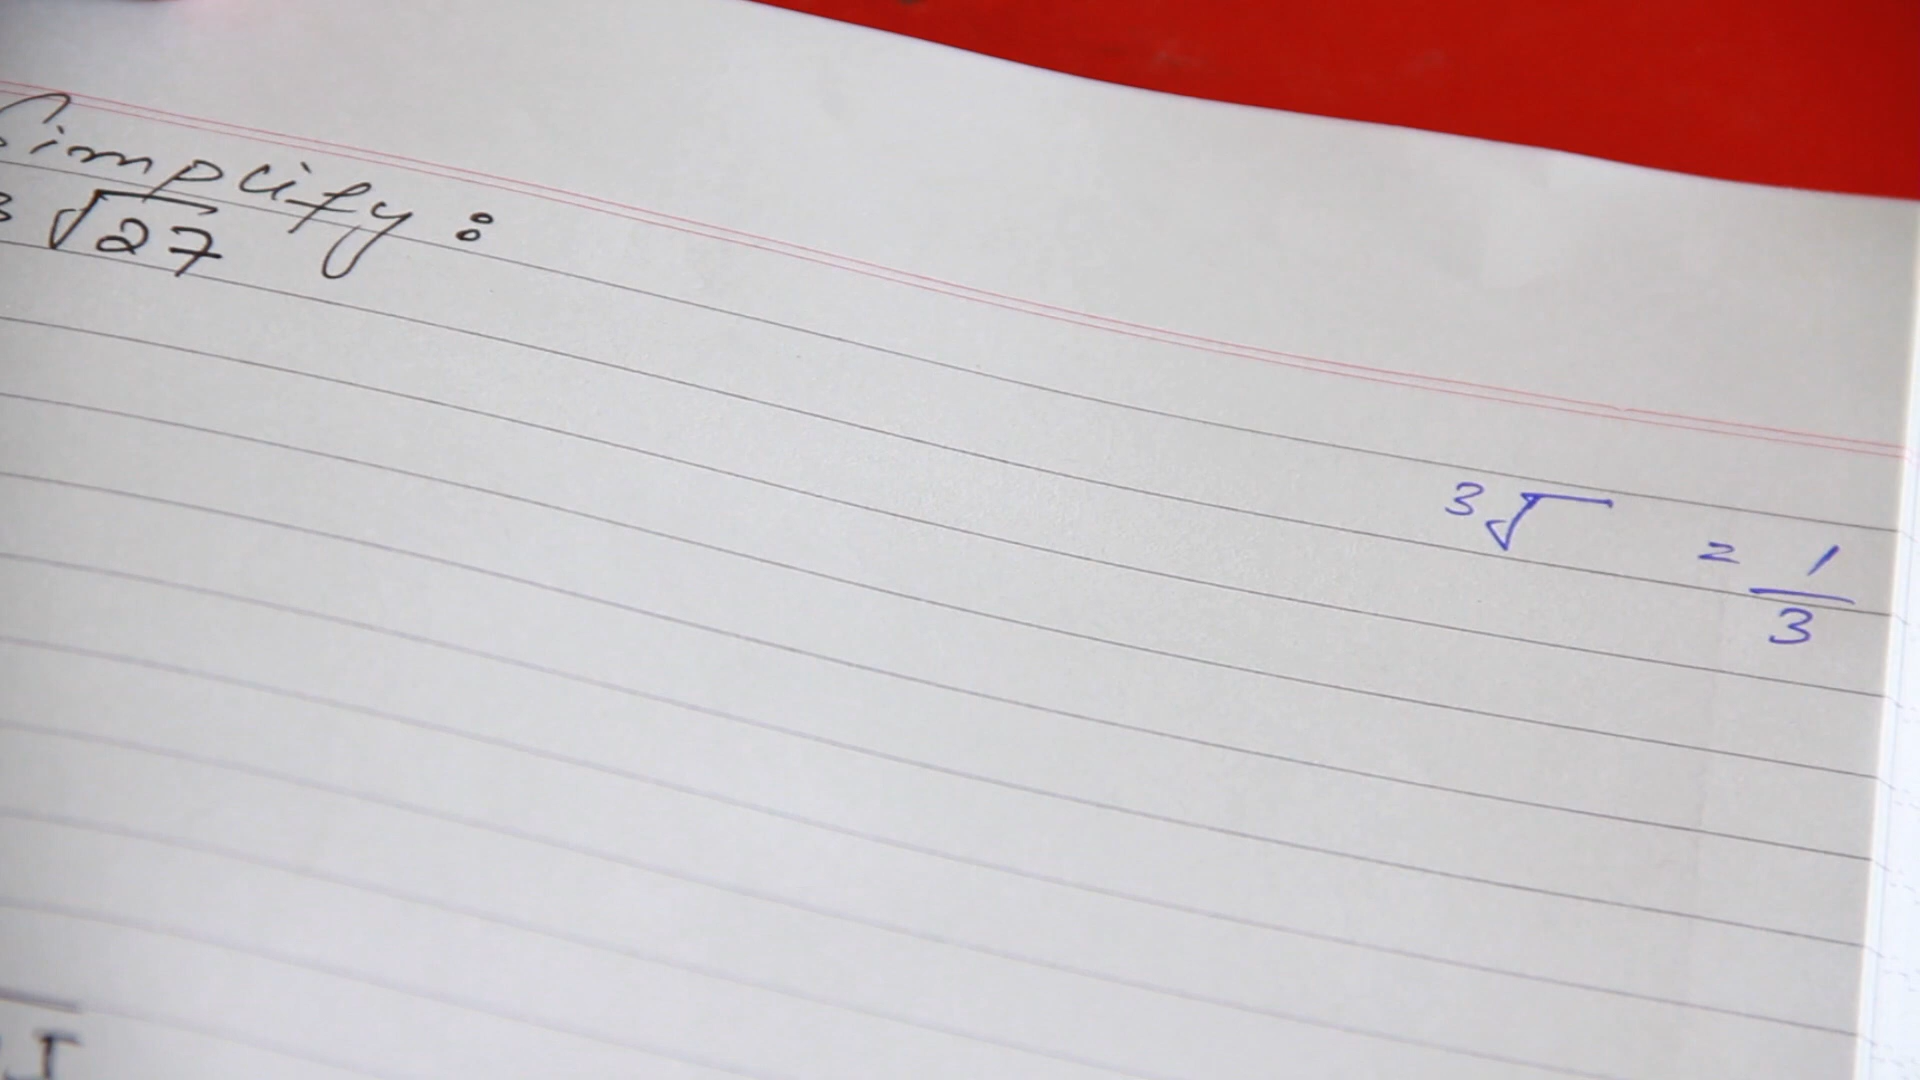 Simplify:
3√27
3√ = 1/3